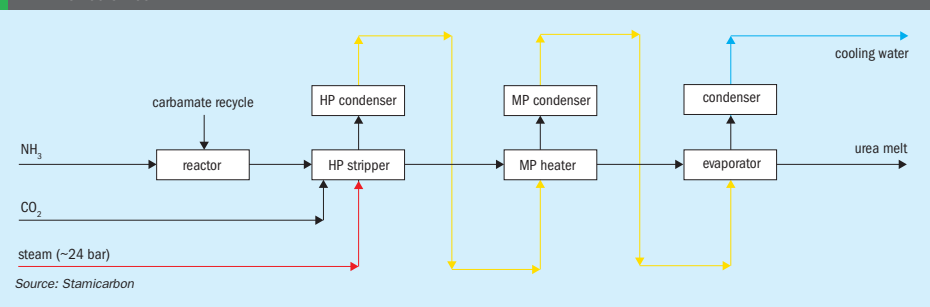 cooling water
carbamate recycle
HP condenser
MP condenser
condenser
NH3
reactor
HP stripper
MP heater
evaporator
urea melt
CO2
steam (~24 bar)
Source: Stamicarbon